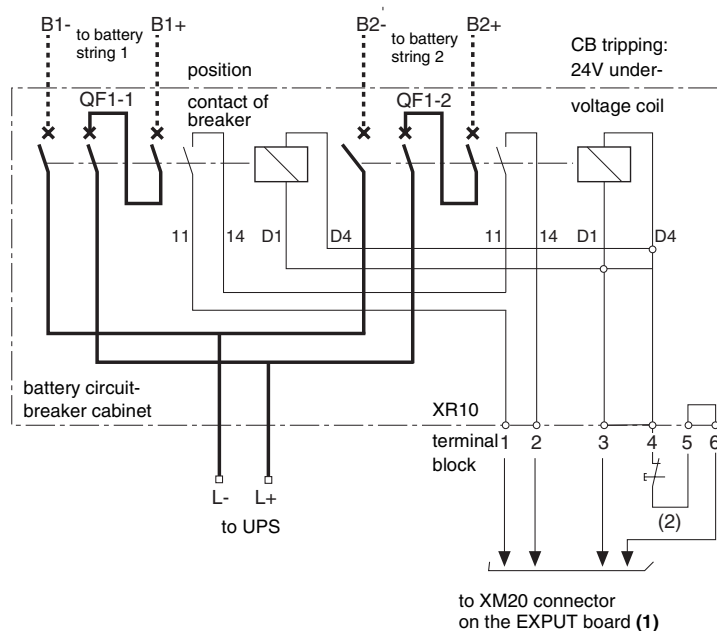 B1-
to battery
string 1
B1+
B2-
to battery
string 2
B2+
CB tripping:
24V under-
voltage coil
position
contact of
breaker
QF1-1
QF1-2
11
14
D1
D4
11
14
D1
D4
battery circuit-
breaker cabinet
XR10
terminal
block
1
2
3
4
5
6
(2)
L-
L+
to UPS
to XM20 connector
on the EXPUT board (1)